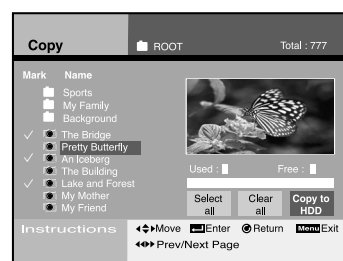 Copy
ROOT
Total : 777
Mark Name
Sports
My Family
Background
The Bridge
Pretty Butterfly
An Iceberg
The Building
Lake and Forest
My Mother
My Friend
Used :
Free :
Select all
Clear all
Copy to HDD
Instructions
Move Enter Return Menu Exit
Prev/Next Page